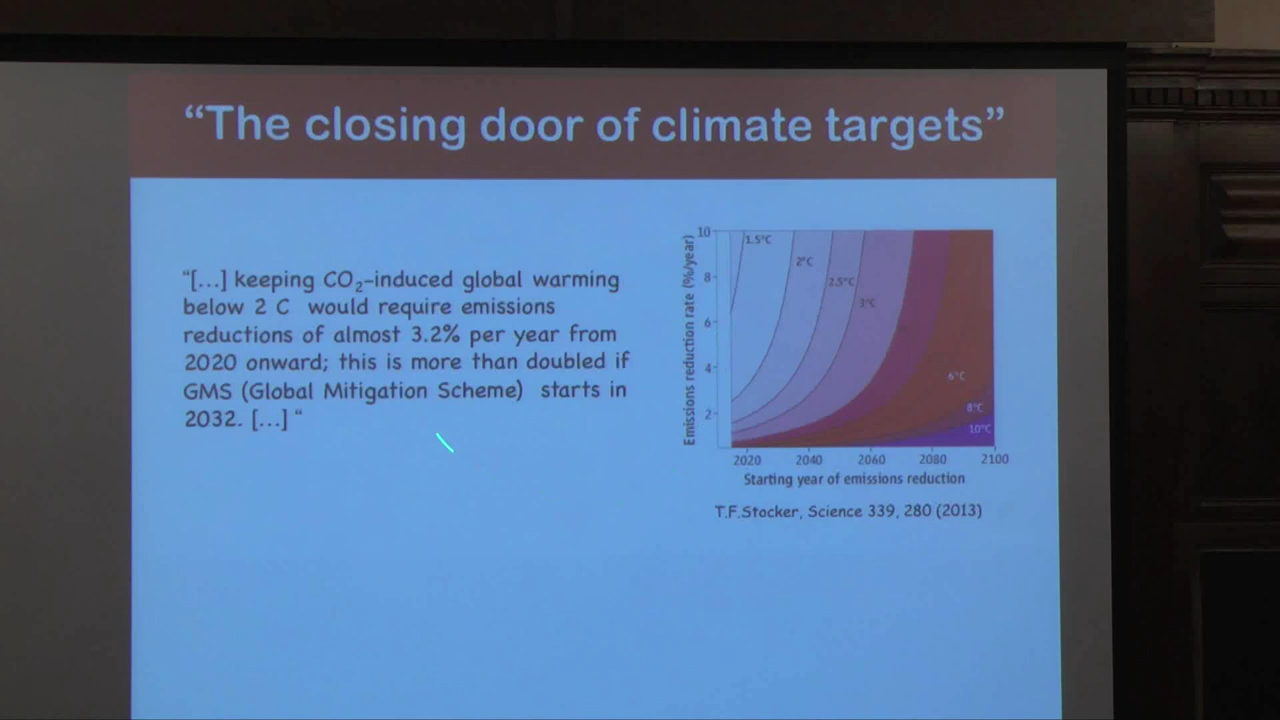 “The closing door of climate targets”
“[...] keeping CO₂-induced global warming
below 2 C would require emissions
reductions of almost 3.2% per year from
2020 onward; this is more than doubled if
GMS (Global Mitigation Scheme) starts in
2032. [...] “
Emissions reduction rate (%/year)
10
8
6
4
2
1.5°C
2°C
2.5°C
3°C
6°C
8°C
10°C
2020 2040 2060 2080 2100
Starting year of emissions reduction
T.F.Stocker, Science 339, 280 (2013)